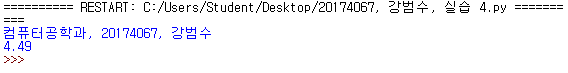 ========== RESTART: C:/Users/Student/Desktop/20174067, 강범수, 실습 4.py =======
===
컴퓨터공학과, 20174067, 강범수
4.49
>>>